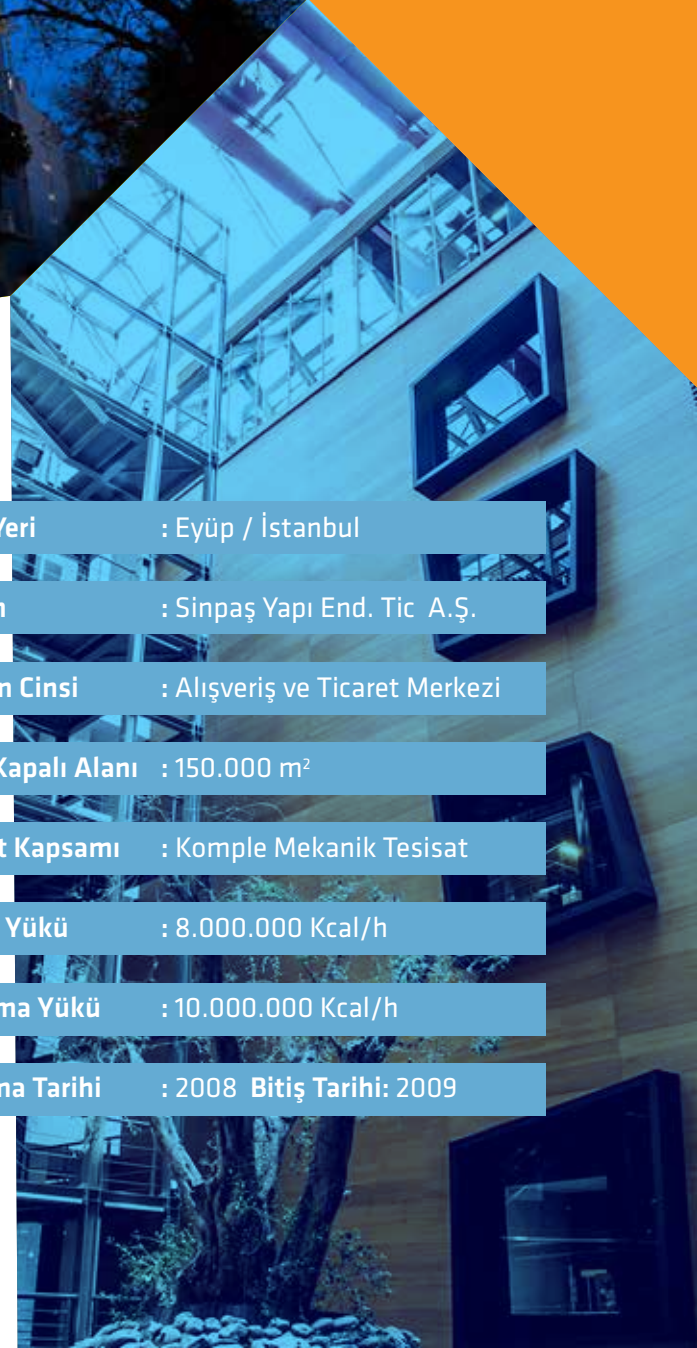 Yeri : Eyüp / İstanbul
: Sinpaş Yapı End. Tic A.Ş.
Cinsi : Alışveriş ve Ticaret Merkezi
Kapalı Alanı : 150.000 m²
Kapsamı : Komple Mekanik Tesisat
Yükü : 8.000.000 Kcal/h
ma Yükü : 10.000.000 Kcal/h
ma Tarihi : 2008 Bitiş Tarihi: 2009